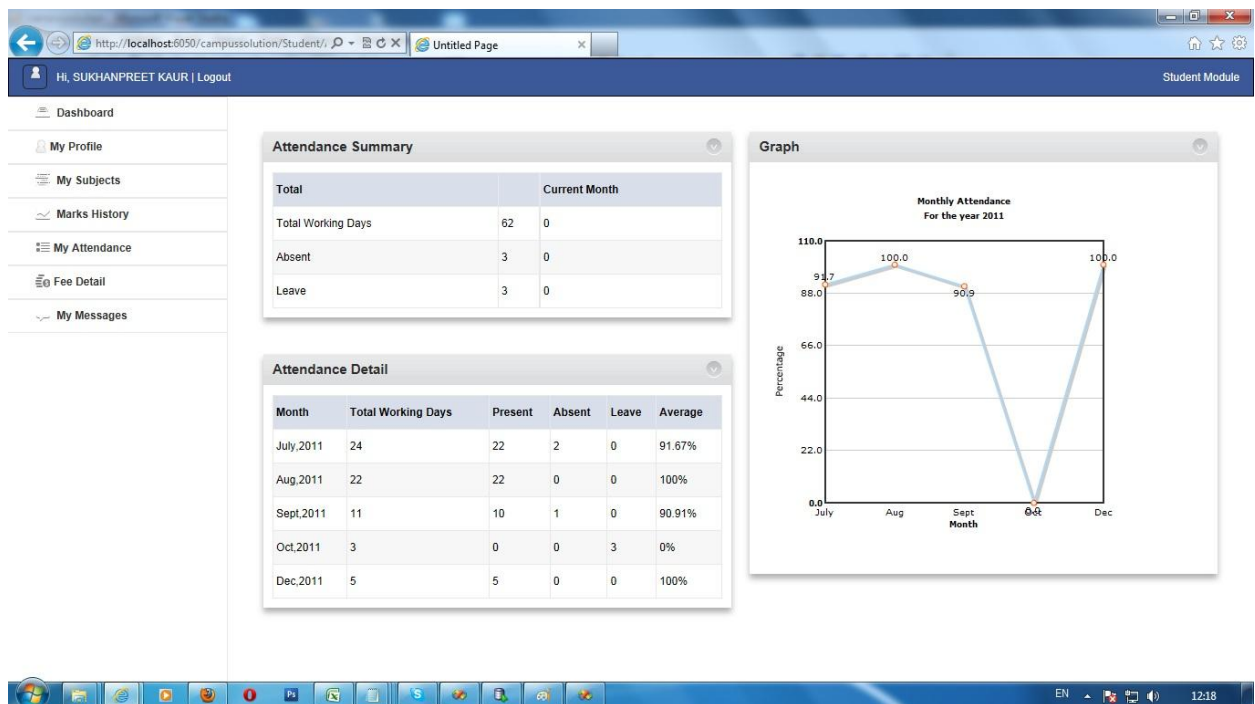 http://localhost:6050/campussolution/Student/
Untitled Page
Hi, SUKHANPREET KAUR | Logout
Student Module
Dashboard
My Profile
My Subjects
Marks History
My Attendance
Fee Detail
My Messages
Attendance Summary
Total Current Month
Total Working Days 62 0
Absent 3 0
Leave 3 0
Attendance Detail
Month Total Working Days Present Absent Leave Average
July,2011 24 22 2 0 91.67%
Aug,2011 22 22 0 0 100%
Sept,2011 11 10 1 0 90.91%
Oct,2011 3 0 0 3 0%
Dec,2011 5 5 0 0 100%
Graph
Monthly Attendance
For the year 2011
110.0
88.0
66.0
44.0
22.0
0.0
Percentage
91.7
100.0
90.9
0.0
100.0
July Aug Sept Oct Dec
Month
EN 12:18